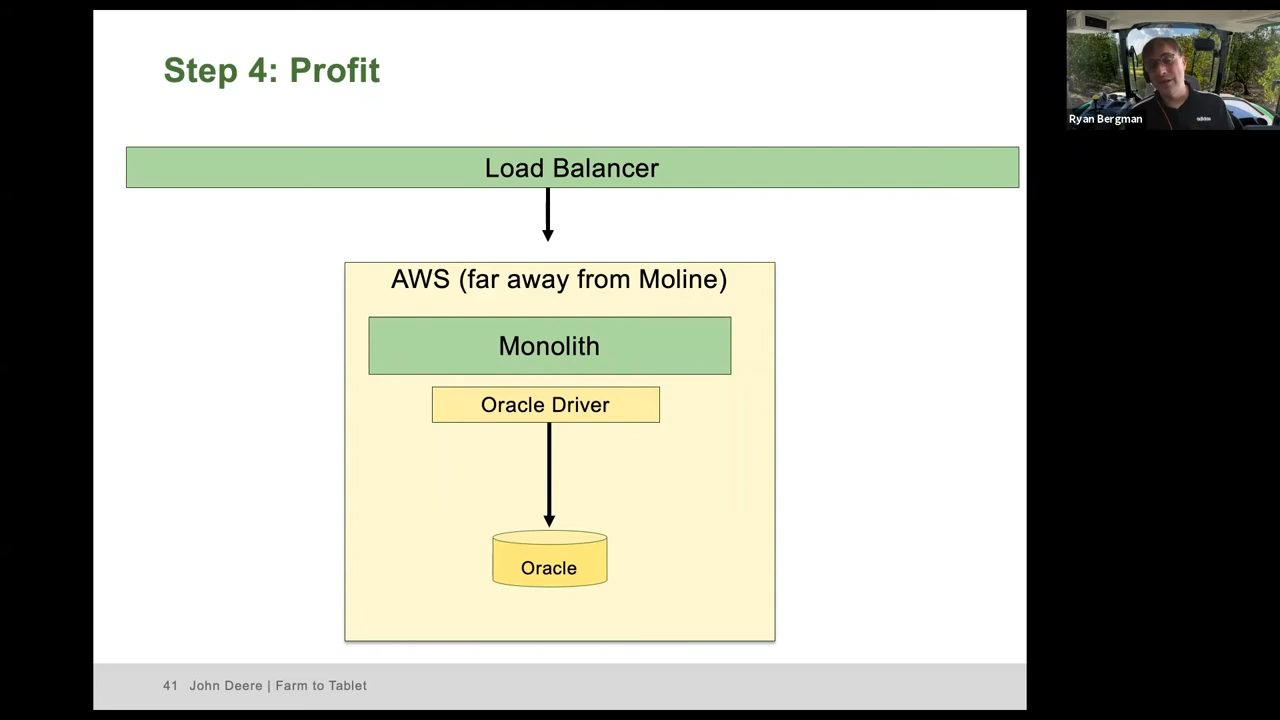 Step 4: Profit
Load Balancer
AWS (far away from Moline)
Monolith
Oracle Driver
Oracle
41 John Deere | Farm to Tablet
Ryan Bergman
adidas